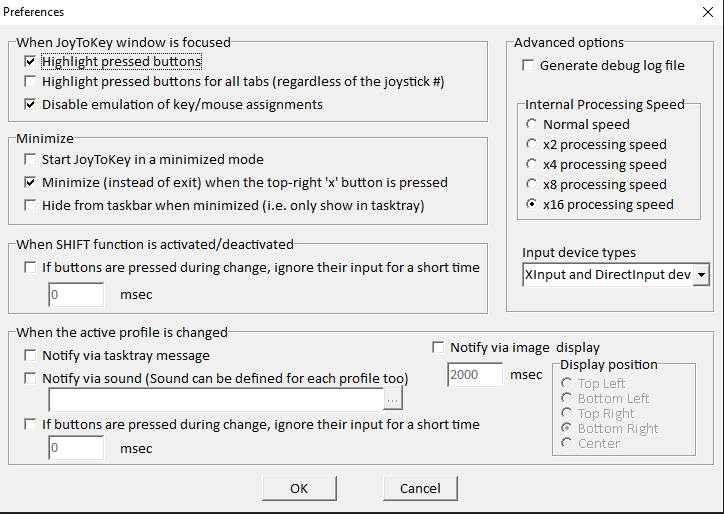 Preferences
When JoyToKey window is focused
Highlight pressed buttons
Highlight pressed buttons for all tabs (regardless of the joystick #)
Disable emulation of key/mouse assignments
Minimize
Start JoyToKey in a minimized mode
Minimize (instead of exit) when the top-right 'x' button is pressed
Hide from taskbar when minimized (i.e. only show in tasktray)
When SHIFT function is activated/deactivated
If buttons are pressed during change, ignore their input for a short time
0 msec
Advanced options
Generate debug log file
Internal Processing Speed
Normal speed
x2 processing speed
x4 processing speed
x8 processing speed
x16 processing speed
Input device types
XInput and DirectInput dev
When the active profile is changed
Notify via tasktray message
Notify via sound (Sound can be defined for each profile too)
...
If buttons are pressed during change, ignore their input for a short time
0 msec
Notify via image display
2000 msec
Display position
Top Left
Bottom Left
Top Right
Bottom Right
Center
OK Cancel